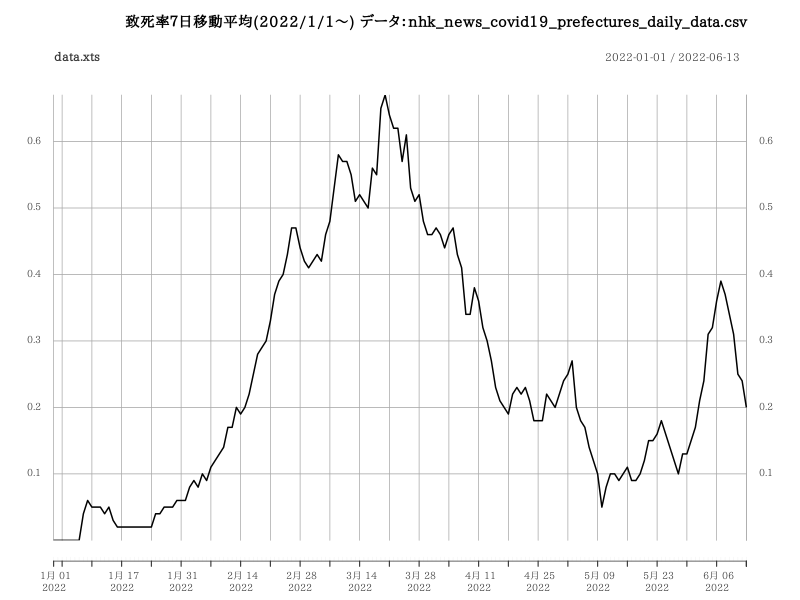 致死率7日移動平均(2022/1/1〜) データ:nhk_news_covid19_prefectures_daily_data.csv
data.xts 2022-01-01 / 2022-06-13
0.6 0.6
0.5 0.5
0.4 0.4
0.3 0.3
0.2 0.2
0.1 0.1
1月 01 1月 17 1月 31 2月 14 2月 28 3月 14 3月 28 4月 11 4月 25 5月 09 5月 23 6月 06
2022 2022 2022 2022 2022 2022 2022 2022 2022 2022 2022 2022